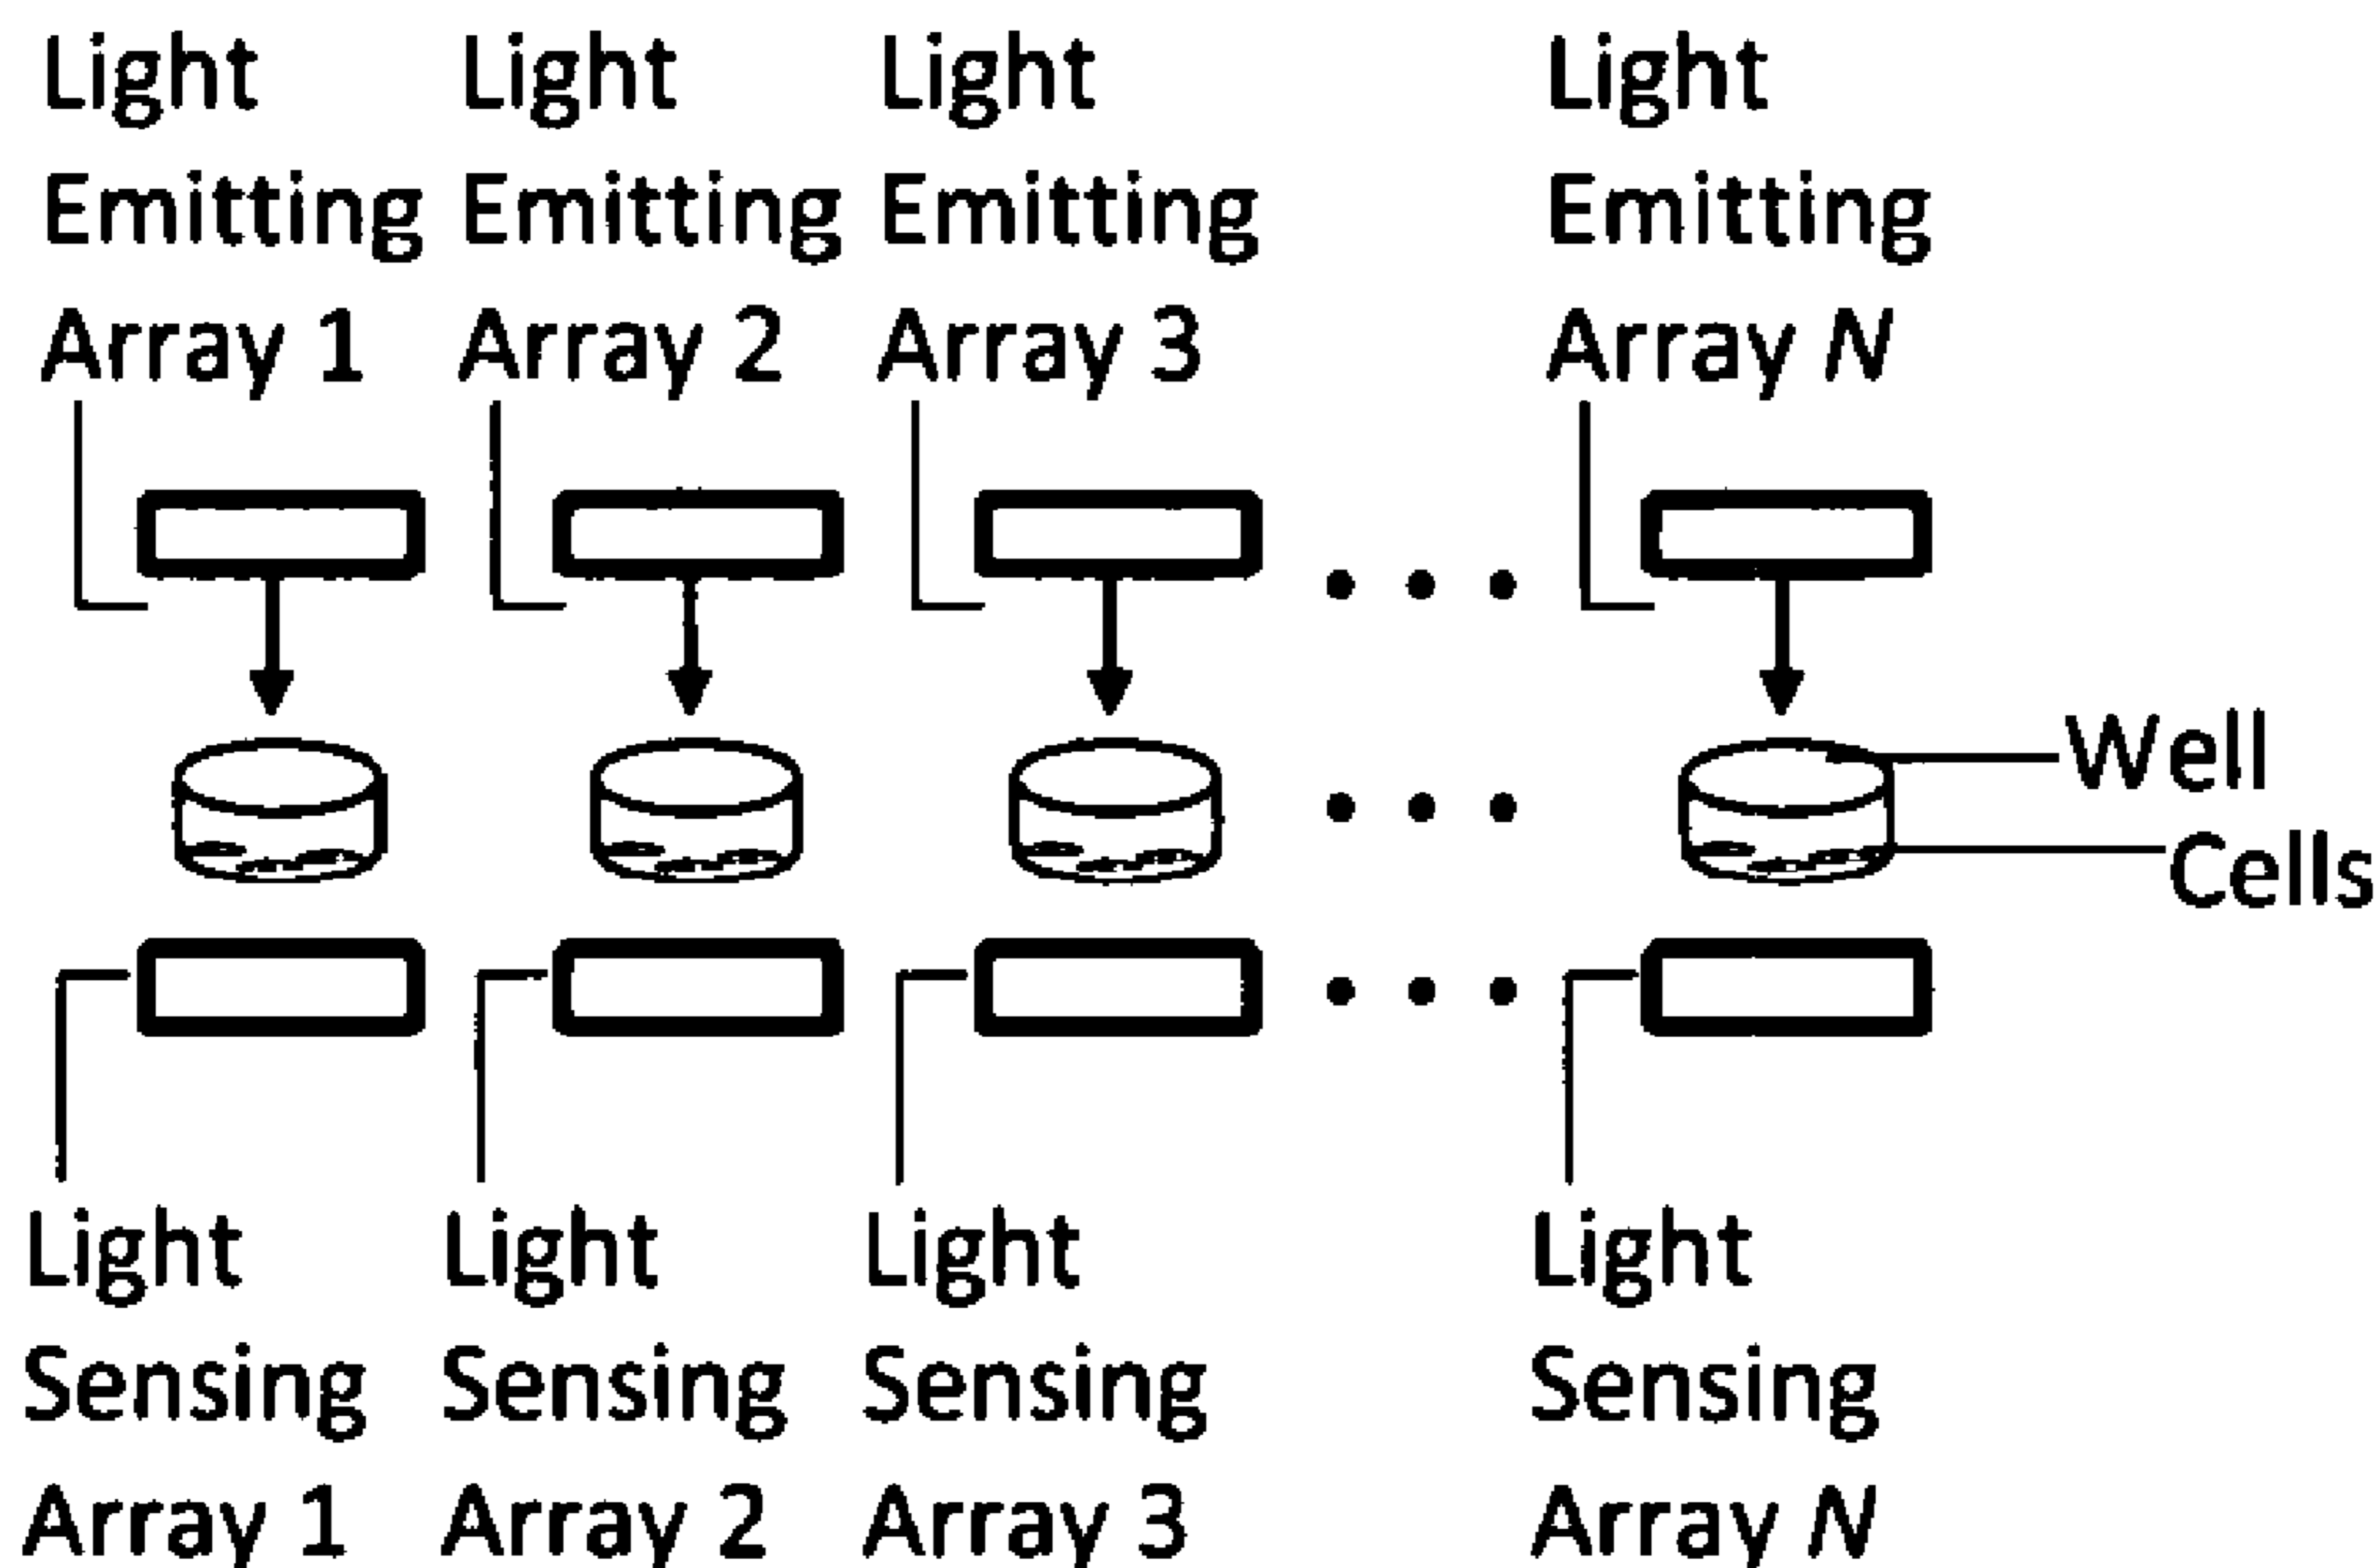 Light
Emitting
Array 1
Light
Emitting
Array 2
Light
Emitting
Array 3
Light
Emitting
Array N
Well
Cells
Light
Sensing
Array 1
Light
Sensing
Array 2
Light
Sensing
Array 3
Light
Sensing
Array N